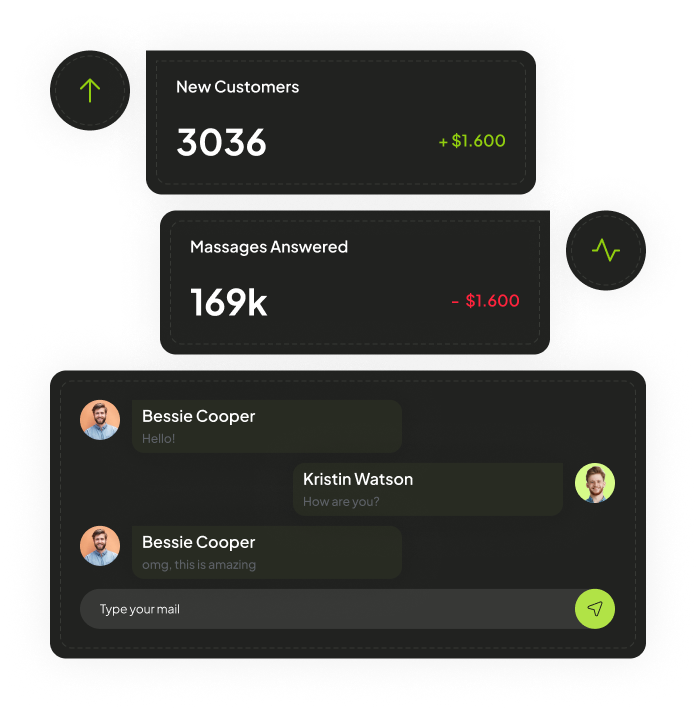 New Customers
3036
+ $1.600
Massages Answered
169k
- $1.600
Bessie Cooper
Hello!
Kristin Watson
How are you?
Bessie Cooper
omg, this is amazing
Type your mail